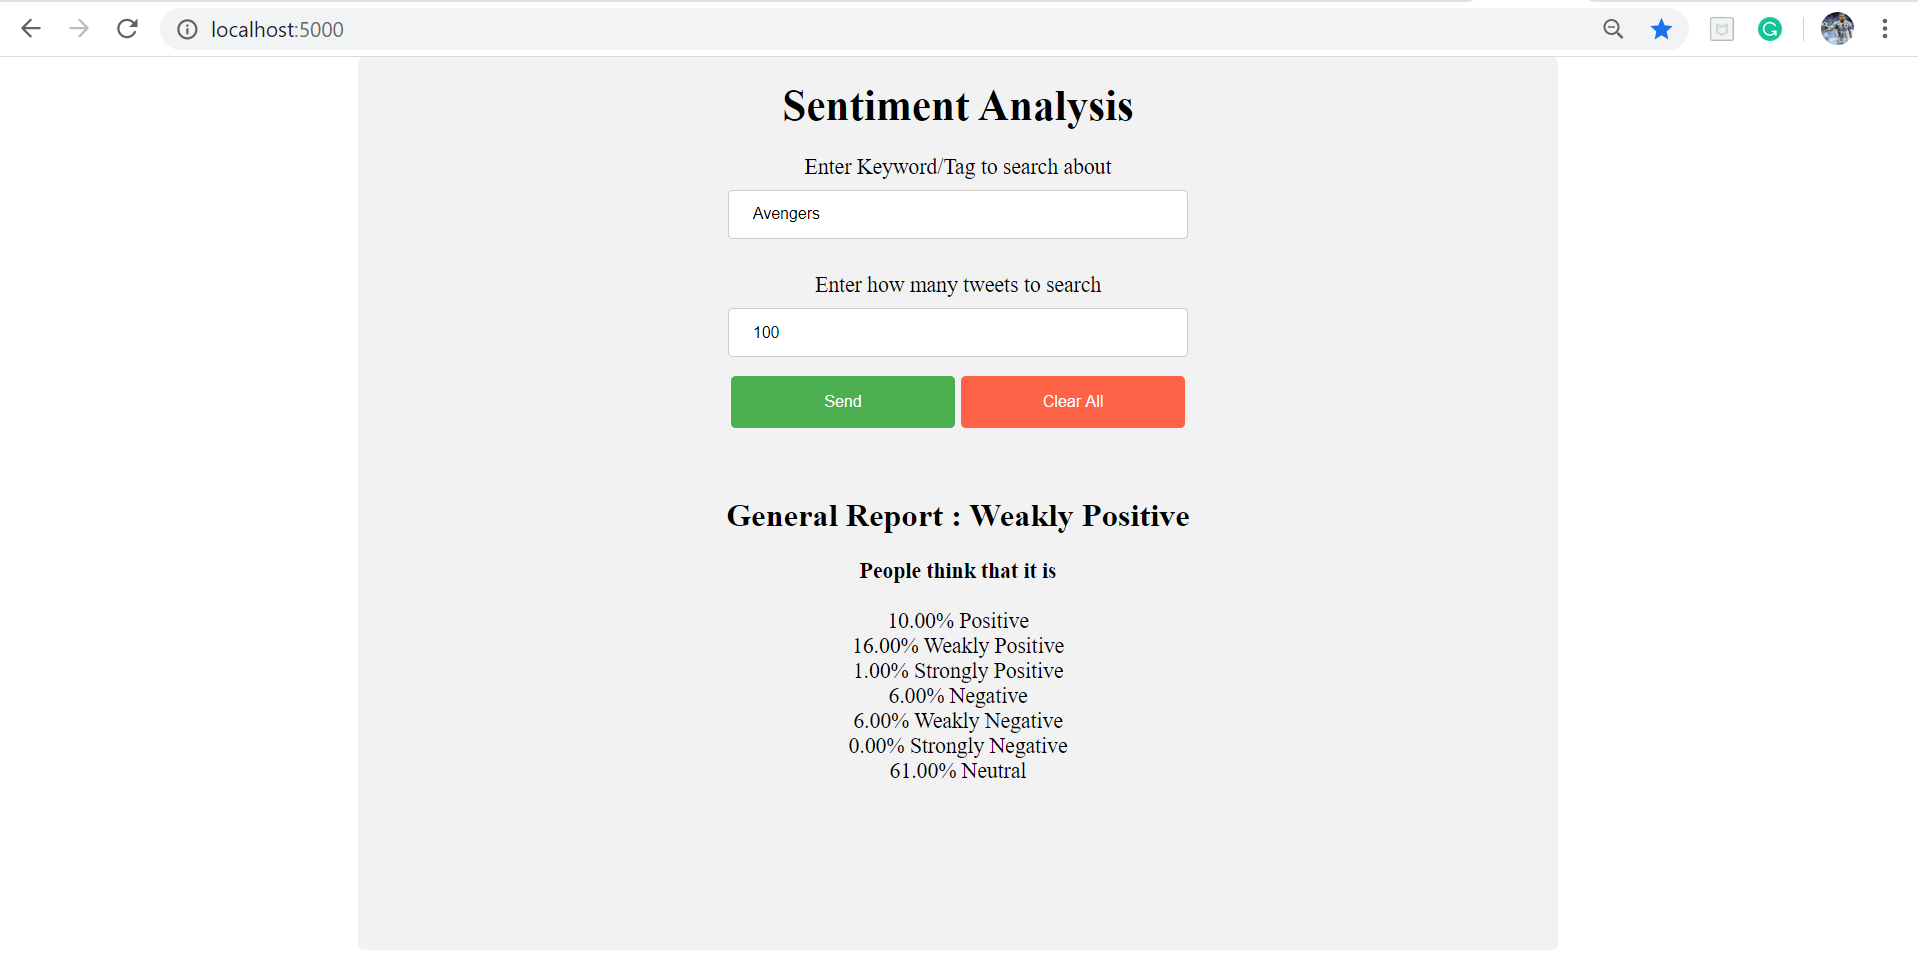 localhost:5000
Sentiment Analysis
Enter Keyword/Tag to search about
Avengers
Enter how many tweets to search
100
Send Clear All
General Report : Weakly Positive
People think that it is
10.00% Positive
16.00% Weakly Positive
1.00% Strongly Positive
6.00% Negative
6.00% Weakly Negative
0.00% Strongly Negative
61.00% Neutral